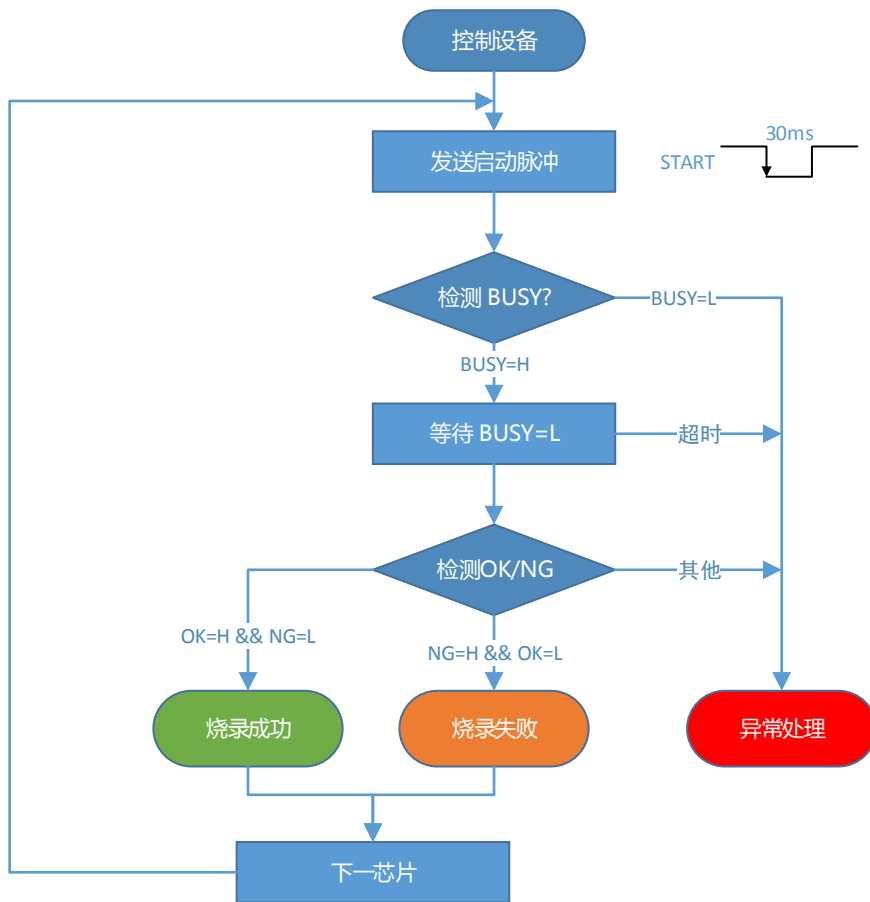 控制设备
发送启动脉冲
30ms
START
检测 BUSY?
BUSY=L
BUSY=H
等待 BUSY=L
超时
检测OK/NG
其他
OK=H && NG=L
NG=H && OK=L
烧录成功
烧录失败
异常处理
下一芯片